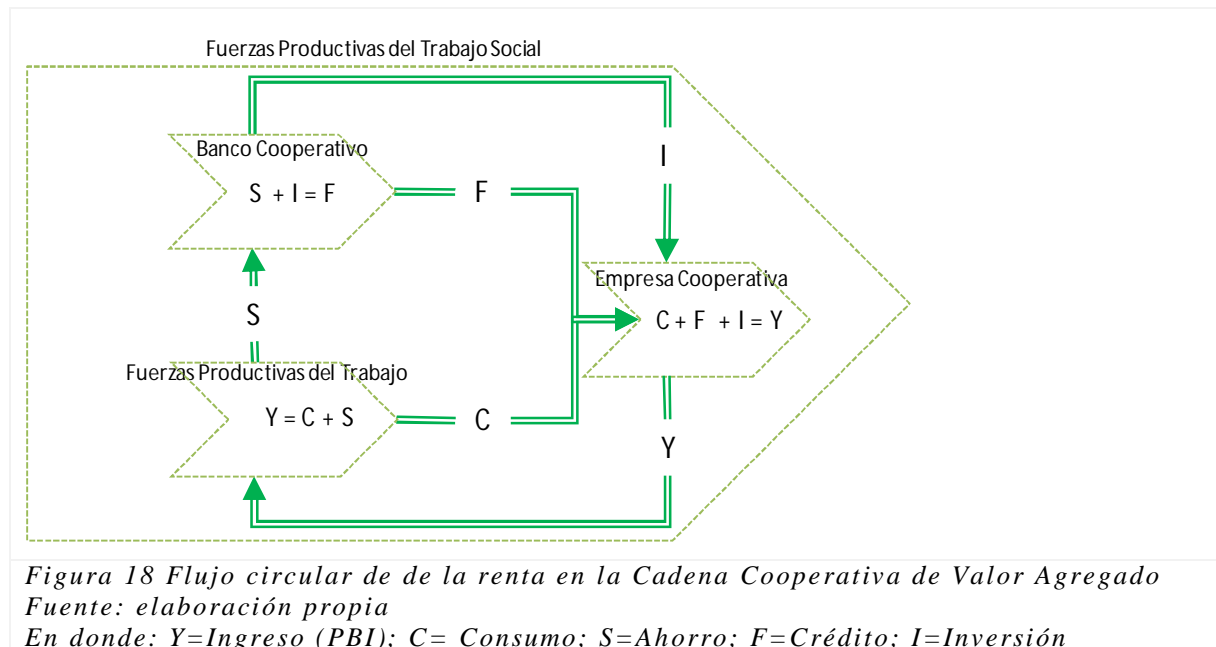 Fuerzas Productivas del Trabajo Social
Banco Cooperativo
S + I = F
F
I
Empresa Cooperativa
C + F + I = Y
S
Fuerzas Productivas del Trabajo
Y = C + S
C
Y
Figura 18 Flujo circular de de la renta en la Cadena Cooperativa de Valor Agregado
Fuente: elaboración propia
En donde: Y=Ingreso (PBI); C= Consumo; S=Ahorro; F=Crédito; I=Inversión